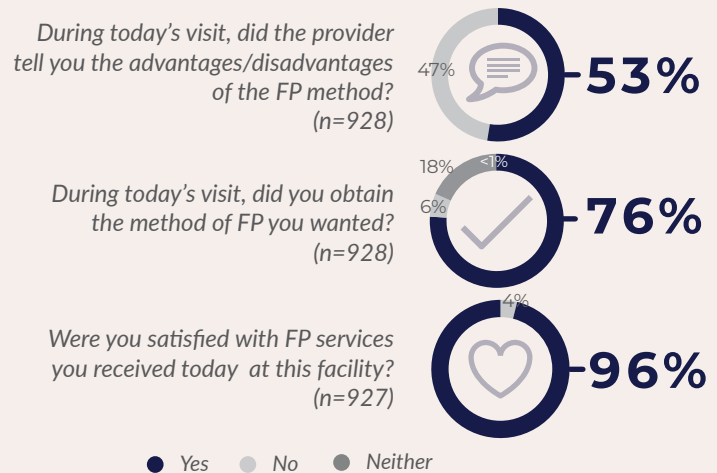 During today's visit, did the provider
tell you the advantages/disadvantages
of the FP method?
(n=928)
47%
53%
During today's visit, did you obtain
the method of FP you wanted?
(n=928)
18%
<1%
6%
76%
Were you satisfied with FP services
you received today at this facility?
(n=927)
4%
96%
Yes
No
Neither